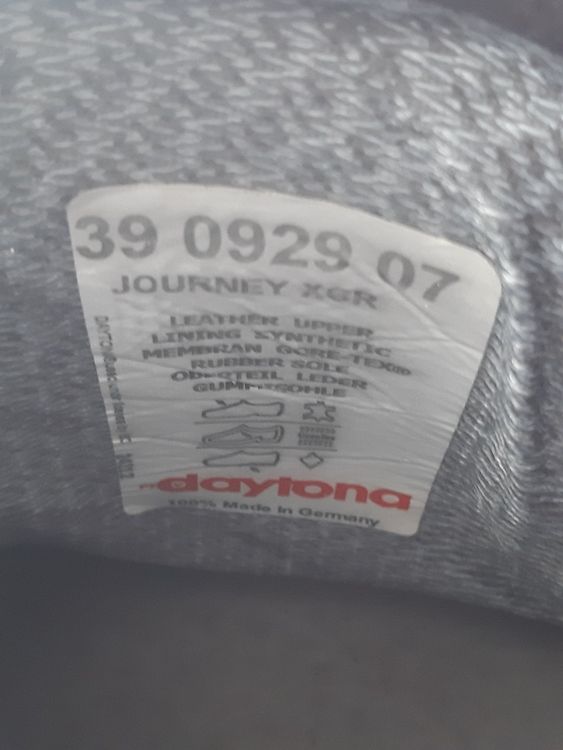 39 0929 07
JOURNEY XGR
LEATHER UPPER
LINING SYNTHETIC
MEMBRAN GORE-TEX®
RUBBER SOLE
OBERTEIL LEDER
GUMMISOHLE
daytona
100% Made in Germany